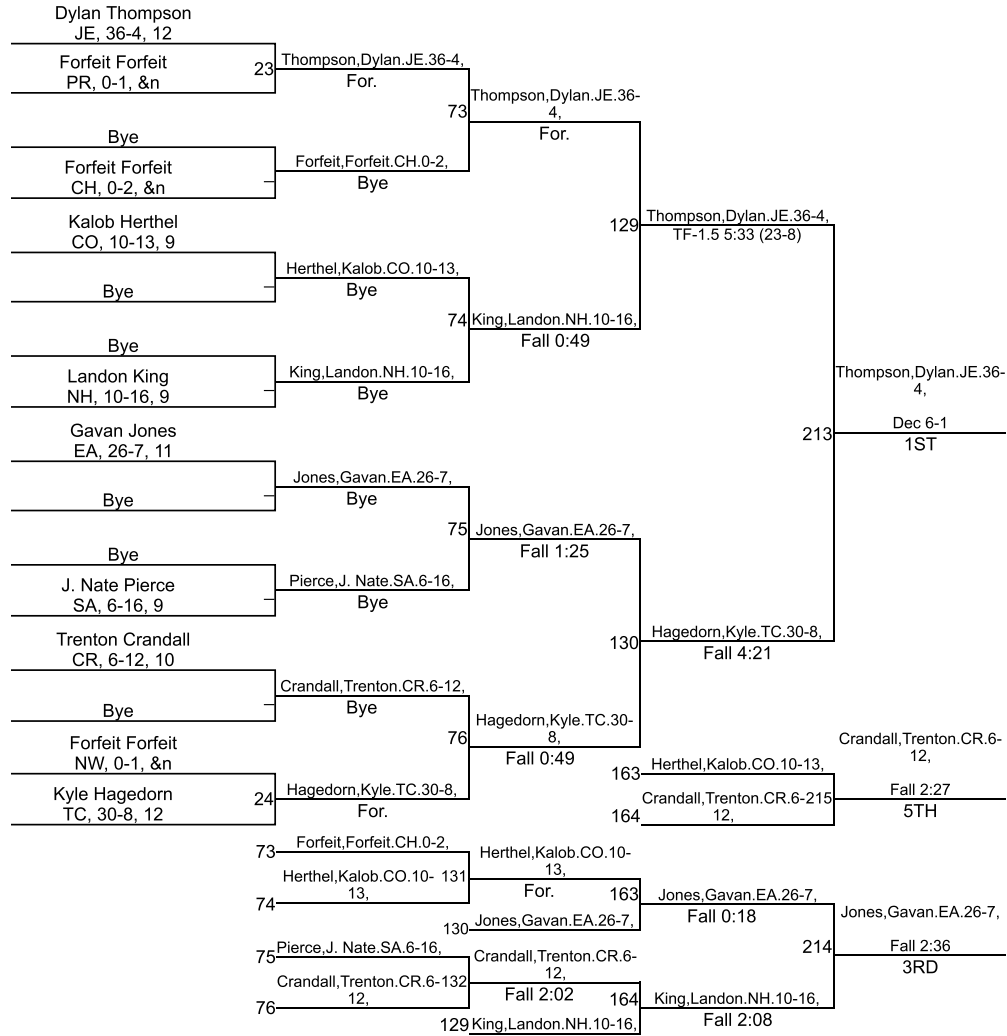 Dylan Thompson
JE, 36-4, 12
Forfeit Forfeit
PR, 0-1, &n
23
Thompson,Dylan.JE.36-4,
For.
73
Thompson,Dylan.JE.36-
4,
For.
Bye
Forfeit Forfeit
CH, 0-2, &n
Forfeit,Forfeit.CH.0-2,
Bye
129
Thompson,Dylan.JE.36-4,
TF-1.5 5:33 (23-8)
Kalob Herthel
CO, 10-13, 9
Bye
Herthel,Kalob.CO.10-13,
Bye
74
King,Landon.NH.10-16,
Fall 0:49
Bye
Landon King
NH, 10-16, 9
King,Landon.NH.10-16,
Bye
213
Thompson,Dylan.JE.36-
4,
Dec 6-1
1ST
Gavan Jones
EA, 26-7, 11
Bye
Jones,Gavan.EA.26-7,
Bye
75
Jones,Gavan.EA.26-7,
Fall 1:25
Bye
J. Nate Pierce
SA, 6-16, 9
Pierce,J. Nate.SA.6-16,
Bye
130
Hagedorn,Kyle.TC.30-8,
Fall 4:21
Trenton Crandall
CR, 6-12, 10
Bye
Crandall,Trenton.CR.6-12,
Bye
76
Hagedorn,Kyle.TC.30-
8,
Fall 0:49
Forfeit Forfeit
NW, 0-1, &n
Kyle Hagedorn
TC, 30-8, 12
24
Hagedorn,Kyle.TC.30-8,
For.
163
Herthel,Kalob.CO.10-13,
164
Crandall,Trenton.CR.6-215
12,
Crandall,Trenton.CR.6-
12,
Fall 2:27
5TH
73
Forfeit,Forfeit.CH.0-2,
74
Herthel,Kalob.CO.10- 131
13,
Herthel,Kalob.CO.10-
13,
For.
130
Jones,Gavan.EA.26-7,
163
Jones,Gavan.EA.26-7,
Fall 0:18
75
Pierce,J. Nate.SA.6-16,
76
Crandall,Trenton.CR.6-132
12,
Crandall,Trenton.CR.6-
12,
Fall 2:02
129
King,Landon.NH.10-16,
164
King,Landon.NH.10-16,
Fall 2:08
214
Jones,Gavan.EA.26-7,
Fall 2:36
3RD